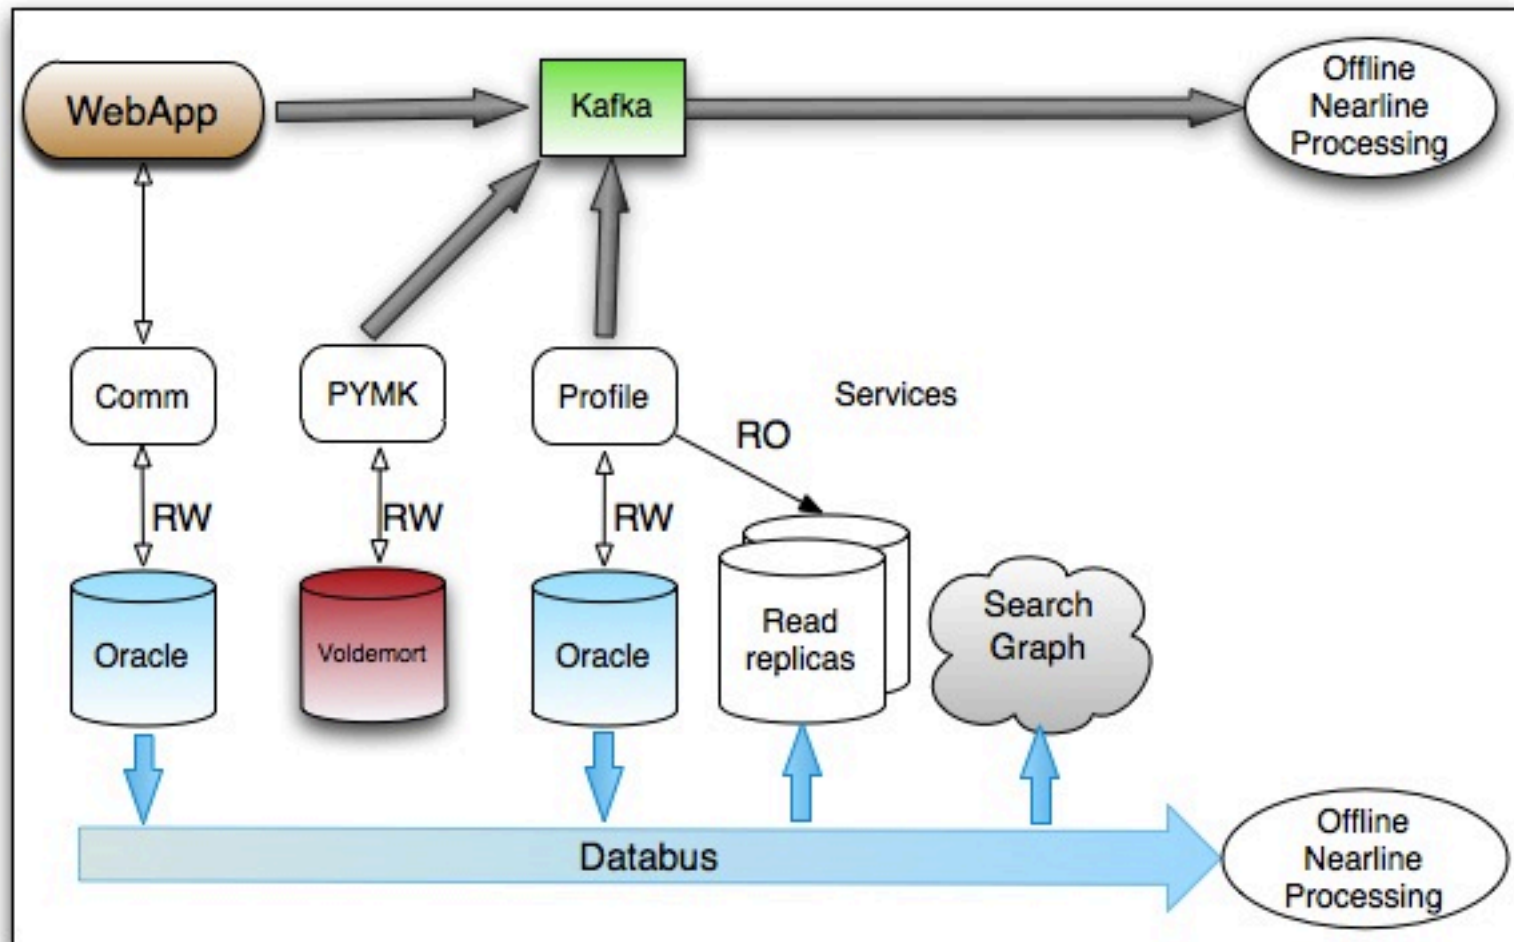 WebApp
Kafka
Offline
Nearline
Processing
Comm
PYMK
Profile
Services
RO
RW
RW
RW
Oracle
Voldemort
Oracle
Read
replicas
Search
Graph
Databus
Offline
Nearline
Processing